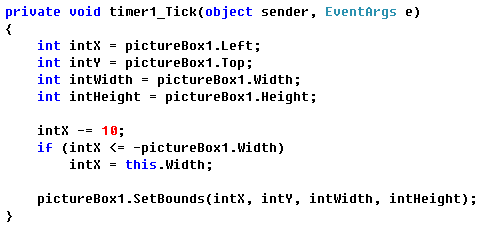 private void timer1_Tick(object sender, EventArgs e)
{
    int intX = pictureBox1.Left;
    int intY = pictureBox1.Top;
    int intWidth = pictureBox1.Width;
    int intHeight = pictureBox1.Height;

    intX -= 10;
    if (intX <= -pictureBox1.Width)
        intX = this.Width;

    pictureBox1.SetBounds(intX, intY, intWidth, intHeight);
}